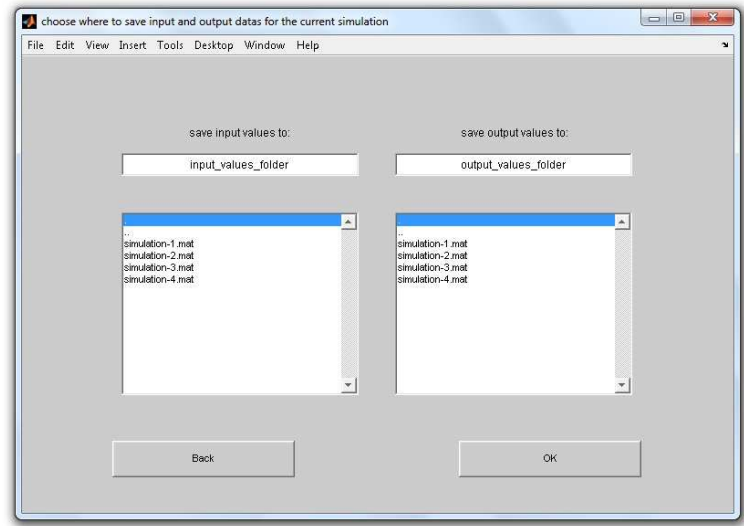 choose where to save input and output datas for the current simulation
File Edit View Insert Tools Desktop Window Help
save input values to:
save output values to:
input_values_folder
output_values_folder
.
..
simulation-1.mat
simulation-2.mat
simulation-3.mat
simulation-4.mat
.
..
simulation-1.mat
simulation-2.mat
simulation-3.mat
simulation-4.mat
Back
OK